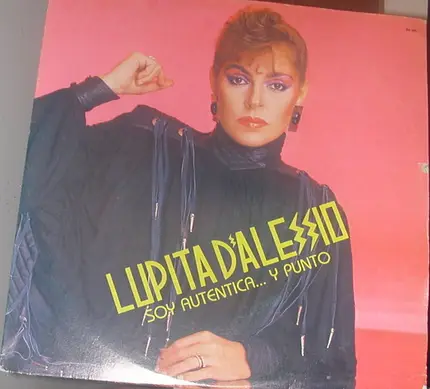 LUPITA D'ALESSIO
SOY AUTENTICA... Y PUNTO